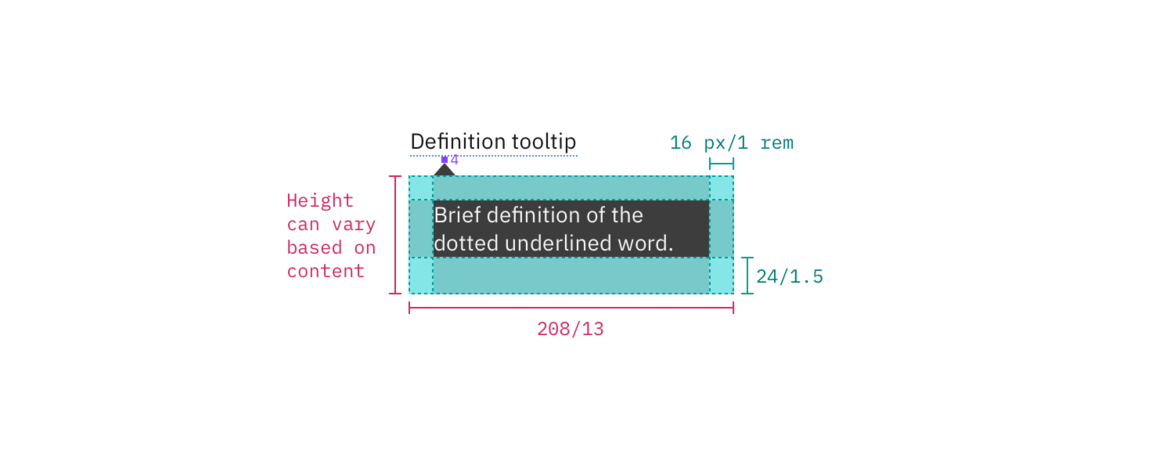 Definition tooltip
16 px/1 rem
4
Height
can vary
based on
content
Brief definition of the
dotted underlined word.
24/1.5
208/13